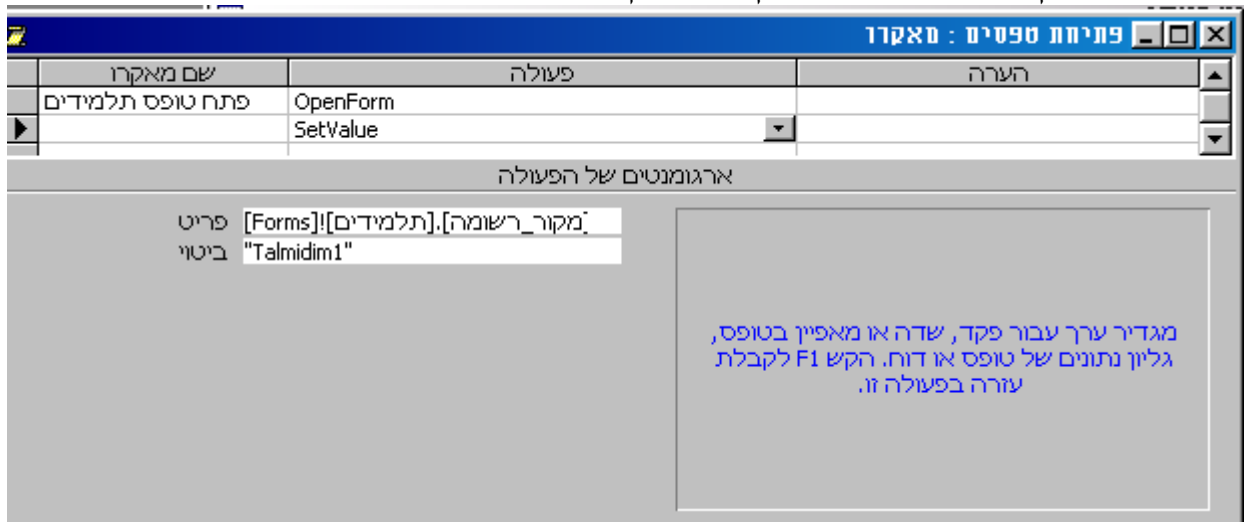 פתיחת טפסים : מאקרו
שם מאקרו פעולה הערה
פתח טופס תלמידים OpenForm
SetValue
ארגומנטים של הפעולה
פריט [Forms]![תלמידים].[מקור_רשומה]
ביטוי "Talmidim1"
מגדיר ערך עבור פקד, שדה או מאפיין בטופס,
גליון נתונים של טופס או דוח. הקש F1 לקבלת
עזרה בפעולה זו.